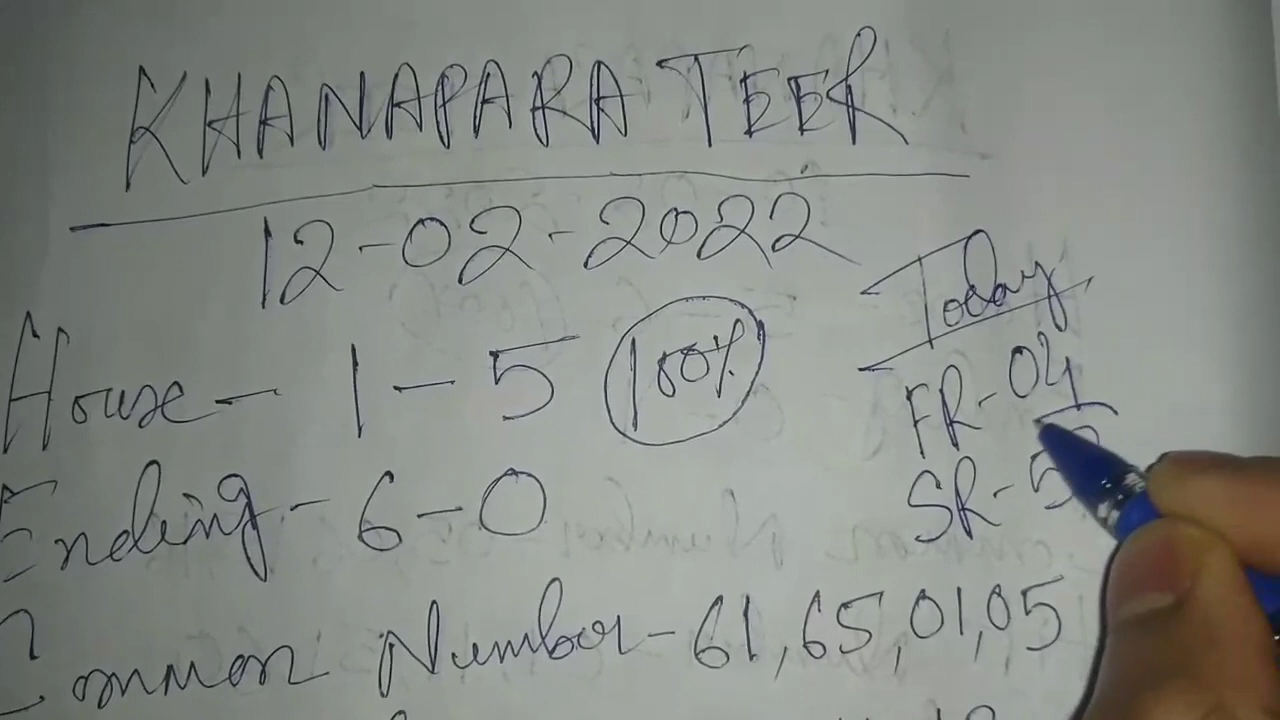 KHANAPARA TEER
12-02-2022
House- 1-5 100%
Ending- 6-0
Common Number-61,65,01,05
Today
FR-04
SR-5